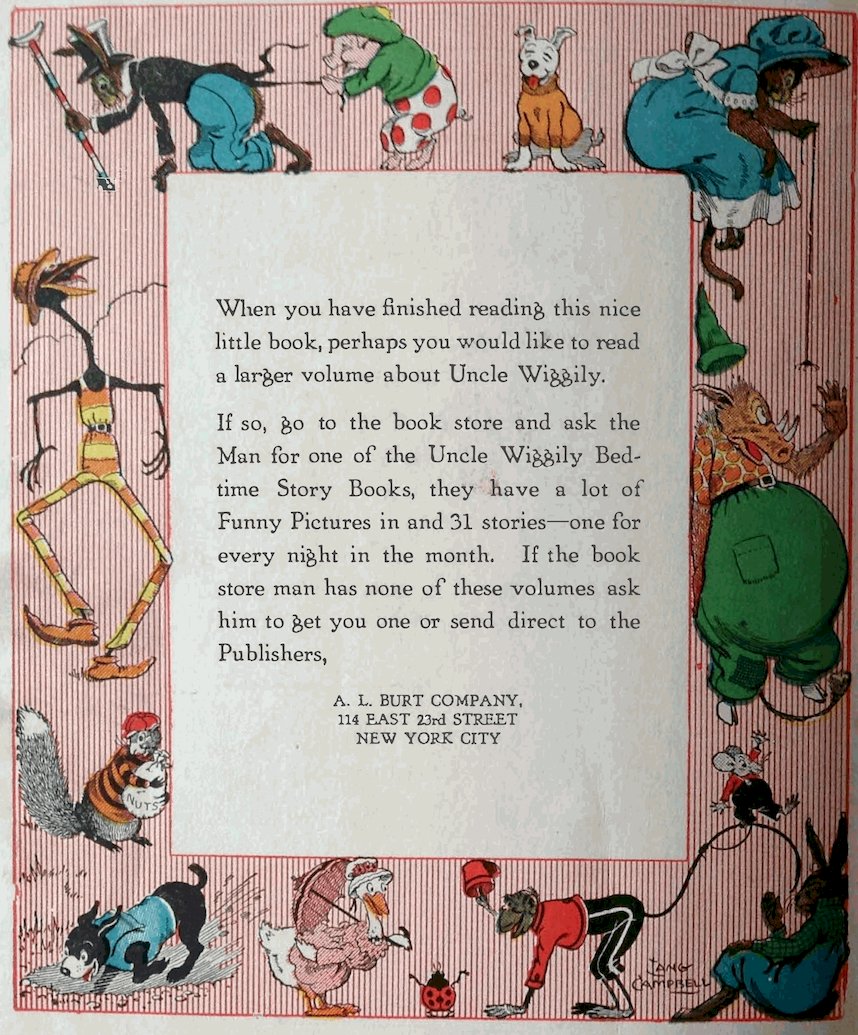 When you have finished reading this nice
little book, perhaps you would like to read
a larger volume about Uncle Wiggily.
If so, go to the book store and ask the
Man for one of the Uncle Wiggily Bed-
time Story Books, they have a lot of
Funny Pictures in and 31 stories—one for
every night in the month. If the book
store man has none of these volumes ask
him to get you one or send direct to the
Publishers,
A. L. BURT COMPANY,
114 EAST 23rd STREET
NEW YORK CITY
NUTS
LANG
CAMPBELL